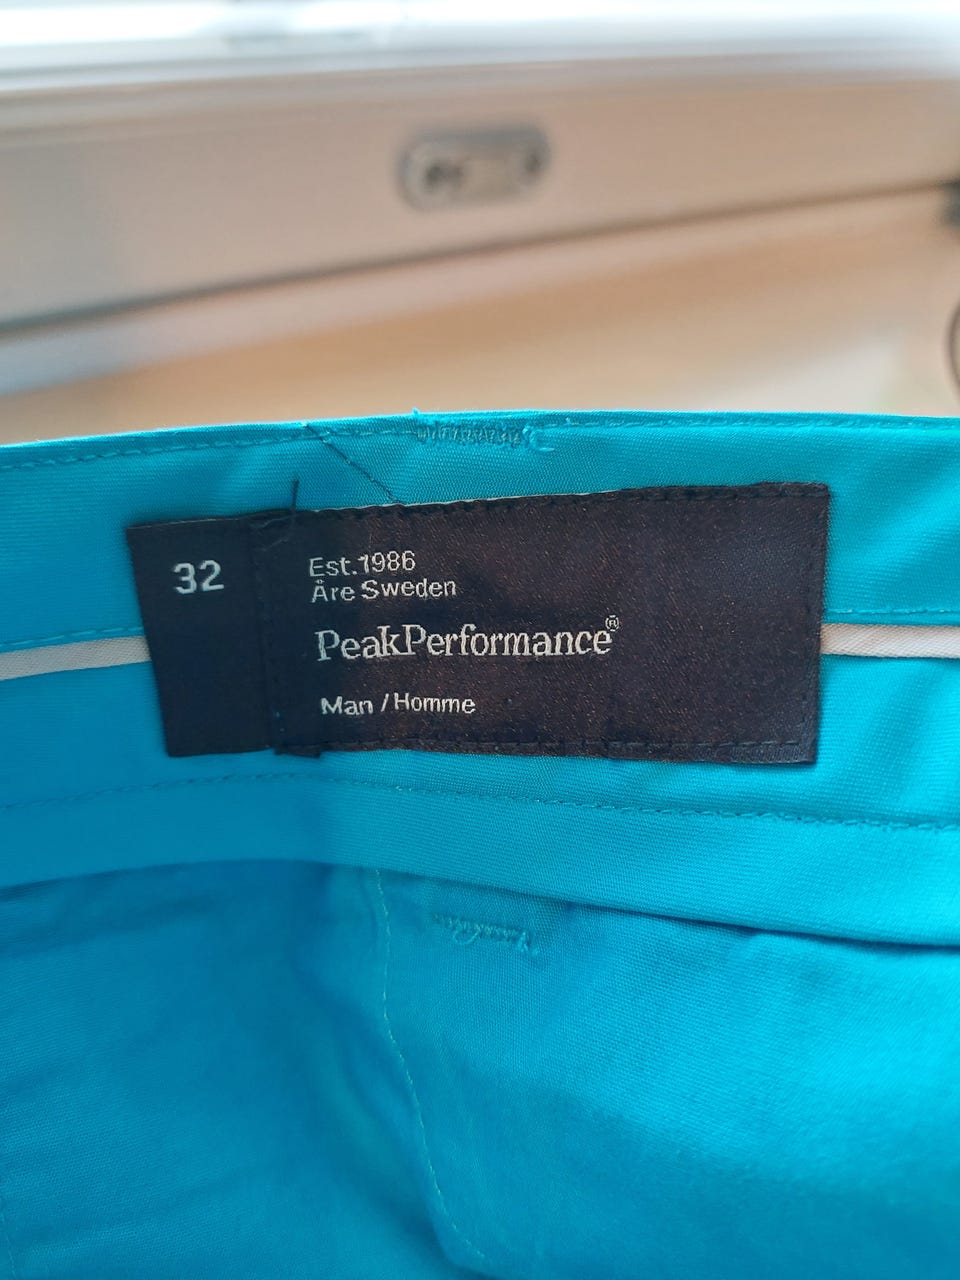 32
Est.1986
Åre Sweden
PeakPerformance®
Man / Homme